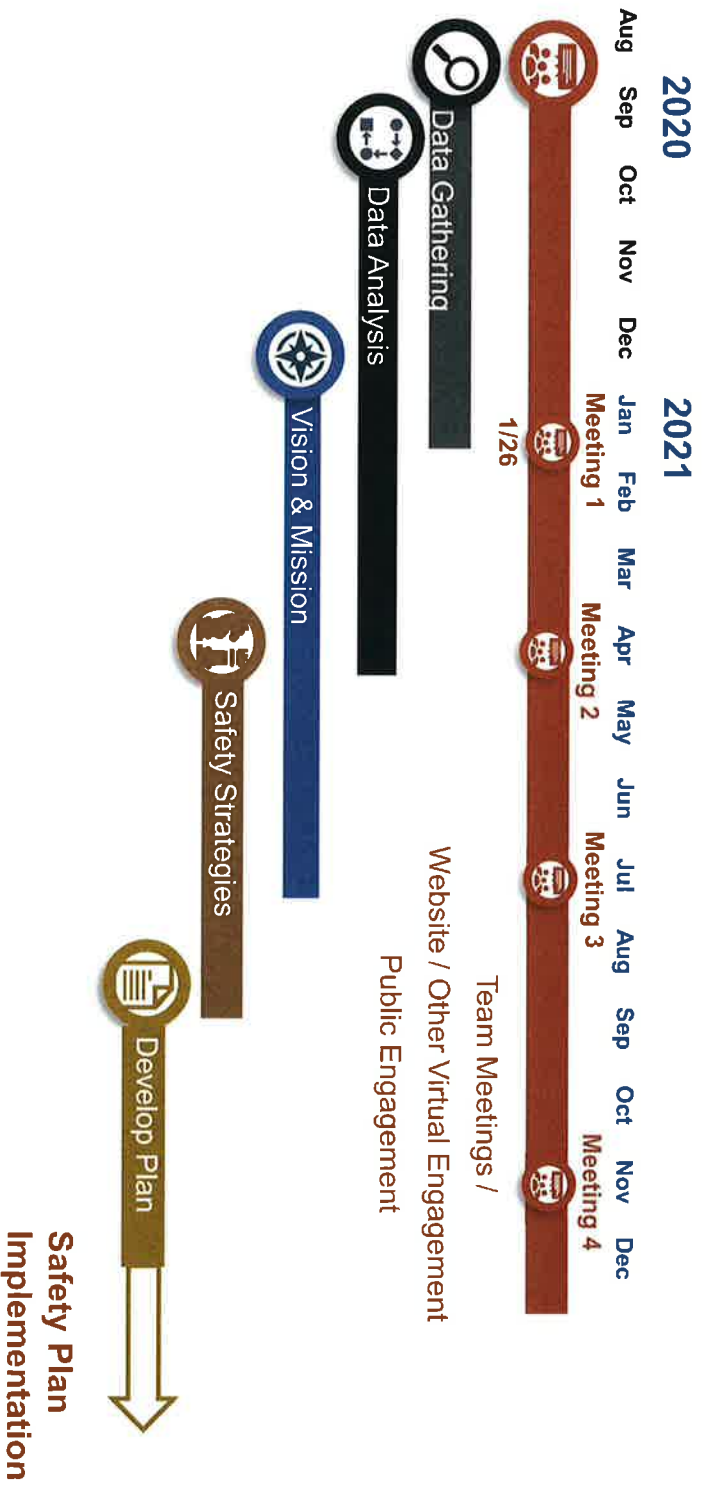 2020
2021
Aug Sep Oct Nov Dec Jan Feb Mar Apr May Jun Jul Aug Sep Oct Nov Dec
Meeting 1
Meeting 2
Meeting 3
Meeting 4
1/26
Team Meetings /
Website / Other Virtual Engagement
Public Engagement
Data Gathering
Data Analysis
Vision & Mission
Safety Strategies
Develop Plan
Safety Plan
Implementation